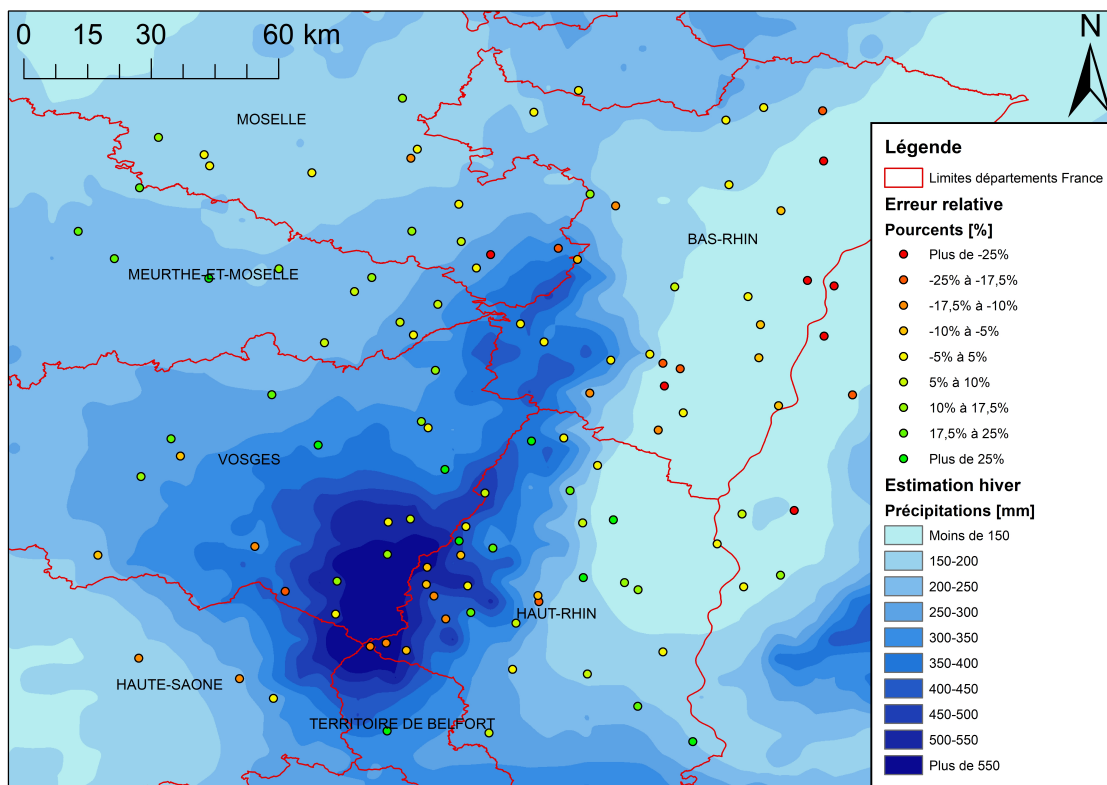 0 15 30 60 km
N
MOSELLE
BAS-RHIN
MEURTHE-ET-MOSELLE
VOSGES
HAUT-RHIN
HAUTE-SAONE
TERRITOIRE DE BELFORT
Légende
Limites départements France
Erreur relative
Pourcents [%]
Plus de -25%
-25% à -17,5%
-17,5% à -10%
-10% à -5%
-5% à 5%
5% à 10%
10% à 17,5%
17,5% à 25%
Plus de 25%
Estimation hiver
Précipitations [mm]
Moins de 150
150-200
200-250
250-300
300-350
350-400
400-450
450-500
500-550
Plus de 550